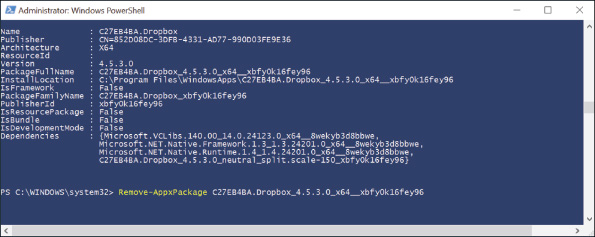 Administrator: Windows PowerShell
Name : C27EB4BA.Dropbox
Publisher : CN=852D08DC-3DFB-4331-AD77-990D03FE9E36
Architecture : X64
ResourceId :
Version : 4.5.3.0
PackageFullName : C27EB4BA.Dropbox_4.5.3.0_x64__xbfy0k16fey96
InstallLocation : C:\Program Files\WindowsApps\C27EB4BA.Dropbox_4.5.3.0_x64__xbfy0k16fey96
IsFramework : False
PackageFamilyName : C27EB4BA.Dropbox_xbfy0k16fey96
PublisherId : xbfy0k16fey96
IsResourcePackage : False
IsBundle : False
IsDevelopmentMode : False
Dependencies : {Microsoft.VCLibs.140.00_14.0.24123.0_x64__8wekyb3d8bbwe,
Microsoft.NET.Native.Framework.1.3_1.3.24201.0_x64__8wekyb3d8bbwe,
Microsoft.NET.Native.Runtime.1.4_1.4.24201.0_x64__8wekyb3d8bbwe,
C27EB4BA.Dropbox_4.5.3.0_neutral_split.scale-150_xbfy0k16fey96}
PS C:\WINDOWS\system32> Remove-AppxPackage C27EB4BA.Dropbox_4.5.3.0_x64__xbfy0k16fey96